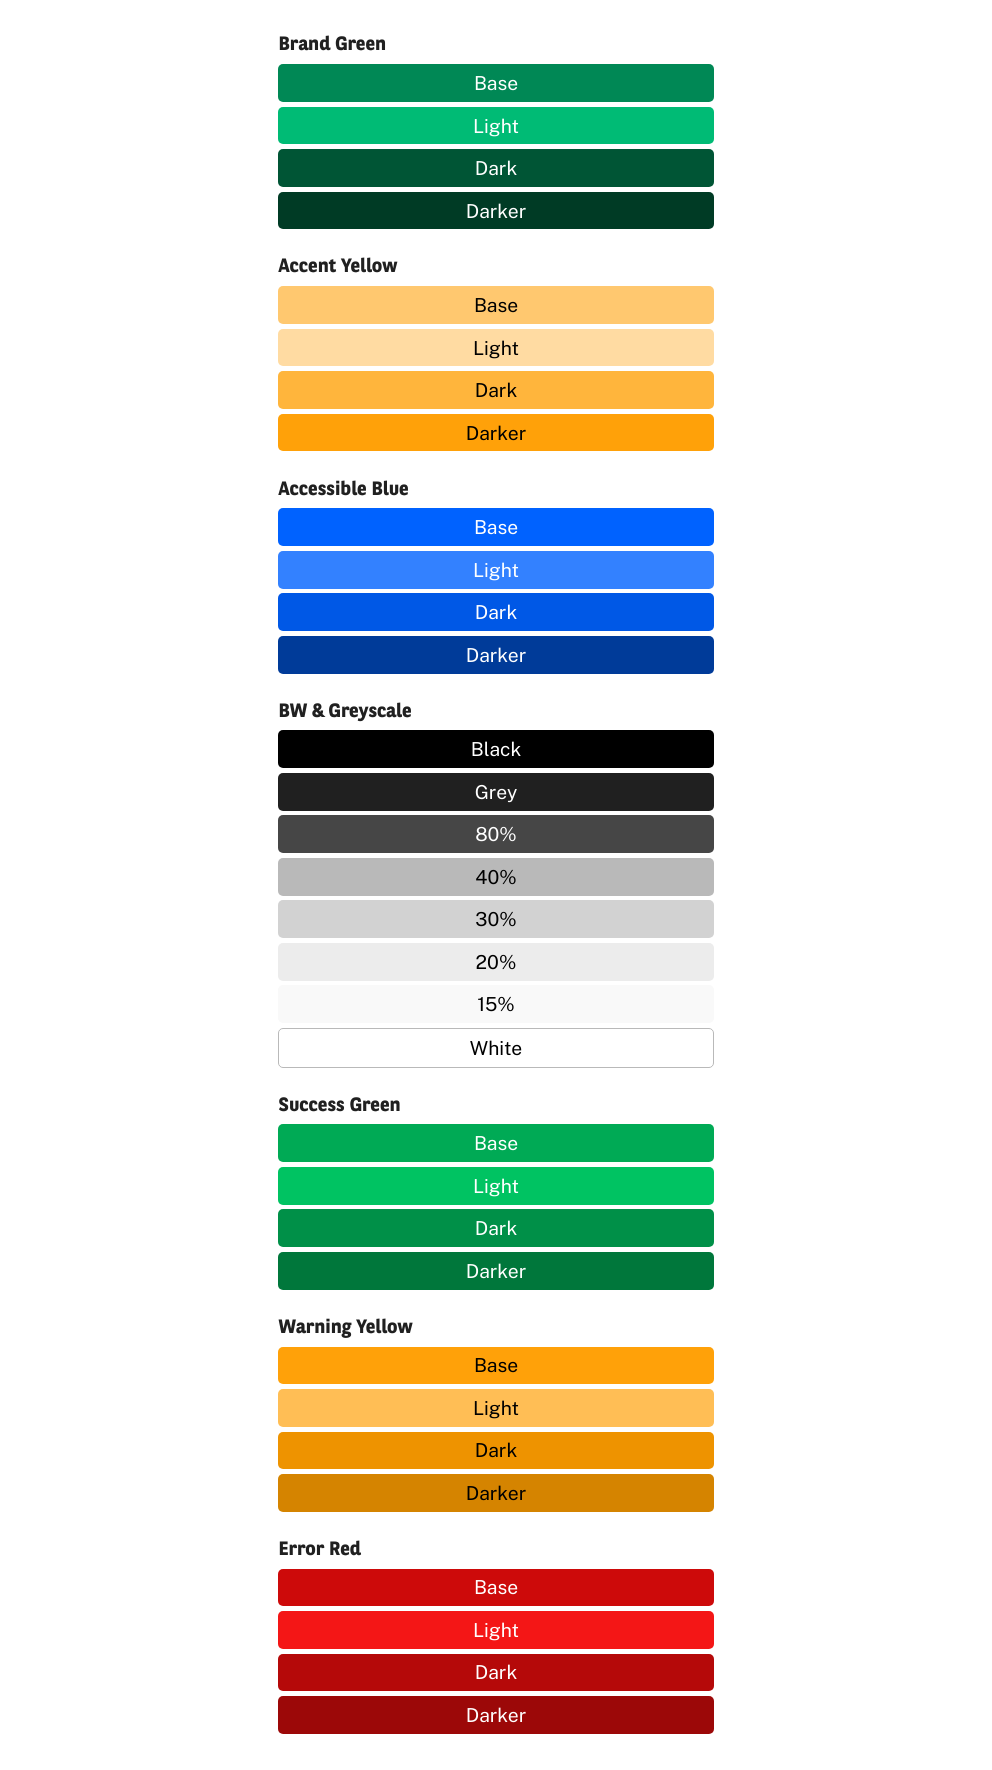 Brand Green
Base
Light
Dark
Darker
Accent Yellow
Base
Light
Dark
Darker
Accessible Blue
Base
Light
Dark
Darker
BW & Greyscale
Black
Grey
80%
40%
30%
20%
15%
White
Success Green
Base
Light
Dark
Darker
Warning Yellow
Base
Light
Dark
Darker
Error Red
Base
Light
Dark
Darker